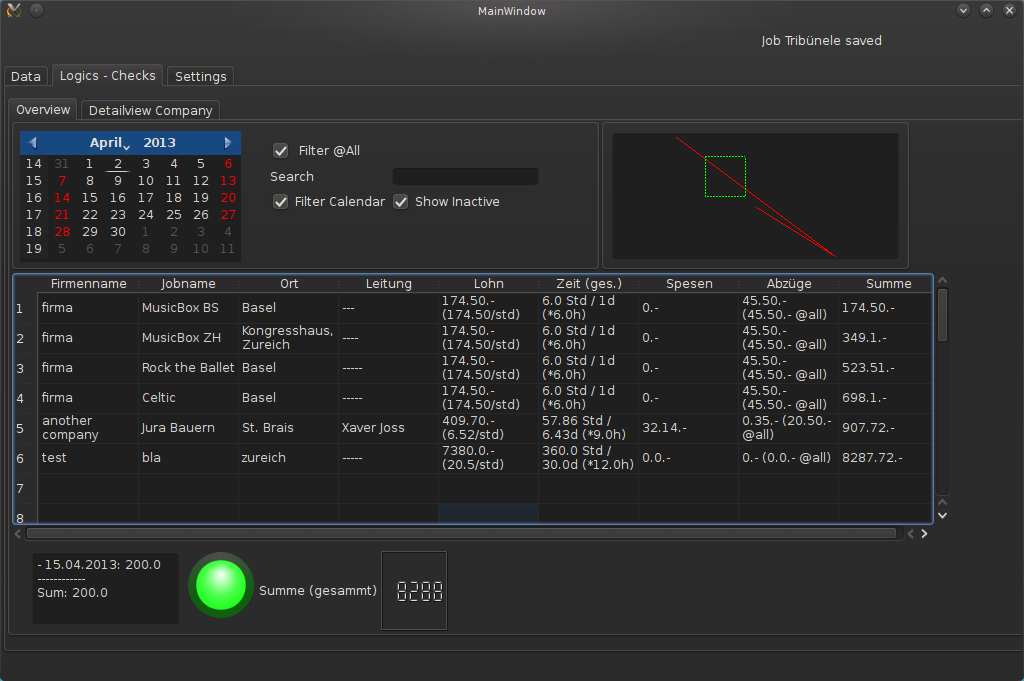 MainWindow
Job Tribünele saved
Data Logics - Checks Settings
Overview Detailview Company
April 2013
14 31 1 2 3 4 5 6
15 7 8 9 10 11 12 13
16 14 15 16 17 18 19 20
17 21 22 23 24 25 26 27
18 28 29 30 1 2 3 4
19 5 6 7 8 9 10 11
Filter @All
Search
Filter Calendar Show Inactive
Firmenname Jobname Ort Leitung Lohn Zeit (ges.) Spesen Abzüge Summe
1 firma MusicBox BS Basel --- 174.50.- (174.50/std) 6.0 Std / 1d (*6.0h) 0.- 45.50.- (45.50.- @all) 174.50.-
2 firma MusicBox ZH Kongresshaus, Zureich ---- 174.50.- (174.50/std) 6.0 Std / 1d (*6.0h) 0.- 45.50.- (45.50.- @all) 349.1.-
3 firma Rock the Ballet Basel ----- 174.50.- (174.50/std) 6.0 Std / 1d (*6.0h) 0.- 45.50.- (45.50.- @all) 523.51.-
4 firma Celtic Basel ----- 174.50.- (174.50/std) 6.0 Std / 1d (*6.0h) 0.- 45.50.- (45.50.- @all) 698.1.-
5 another company Jura Bauern St. Brais Xaver Joss 409.70.- (6.52/std) 57.86 Std / 6.43d (*9.0h) 32.14.- 0.35.- (20.50.- @all) 907.72.-
6 test bla zureich ----- 7380.0.- (20.5/std) 360.0 Std / 30.0d (*12.0h) 0.0.- 0.- (0.0.- @all) 8287.72.-
7
8
- 15.04.2013: 200.0
------------
Sum: 200.0
Summe (gesammt)
8288